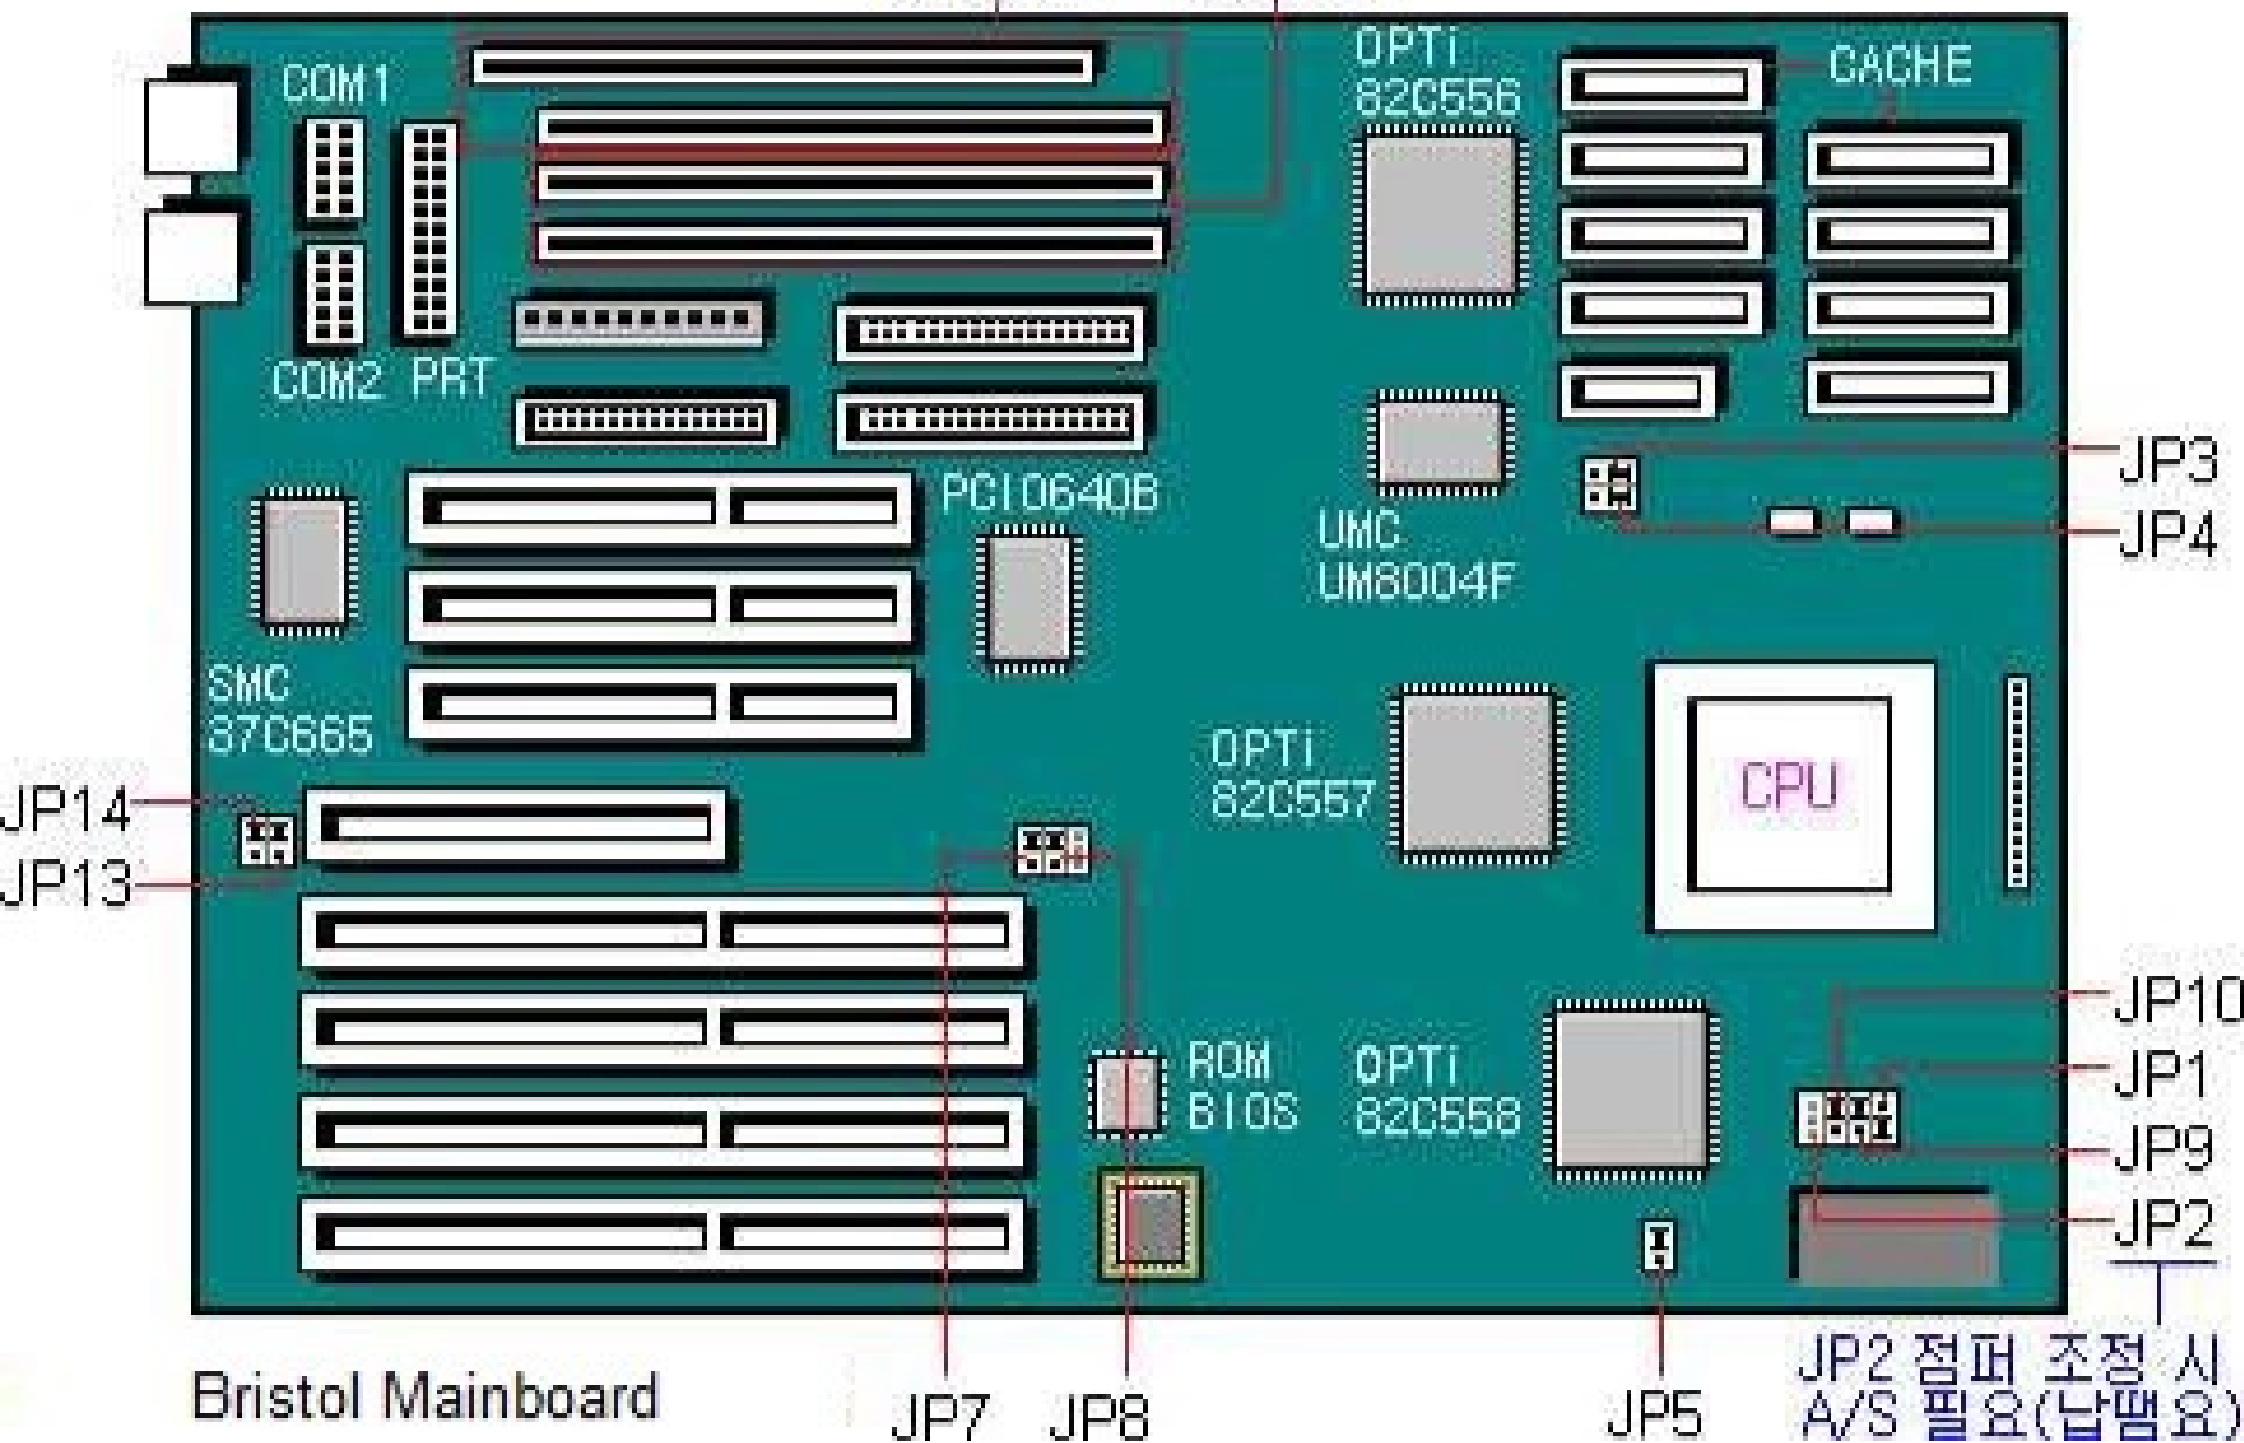 OPTi
82C556
CACHE
COM1
COM2 PRT
JP3
JP4
PCI0640B
UMC
UM8004F
SMC
37C665
OPTi
82C557
CPU
JP14
JP13
JP10
JP1
JP9
JP2
ROM
BIOS
OPTi
82C558
Bristol Mainboard
JP7 JP8
JP5
JP2 점퍼 조정 시
A/S 필요(납땜 요)